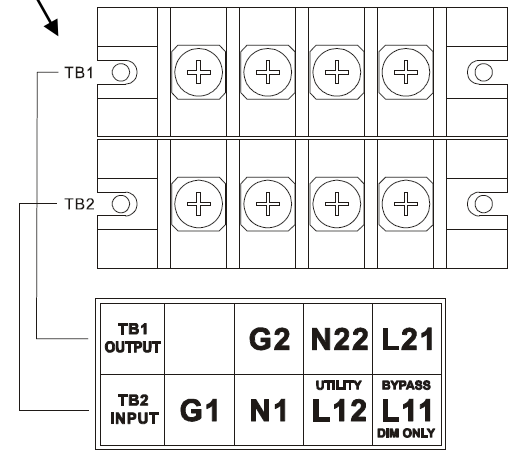 TB1
TB2
TB1 OUTPUT G2 N22 L21
TB2 INPUT G1 N1 UTILITY L12 BYPASS L11 DIM ONLY